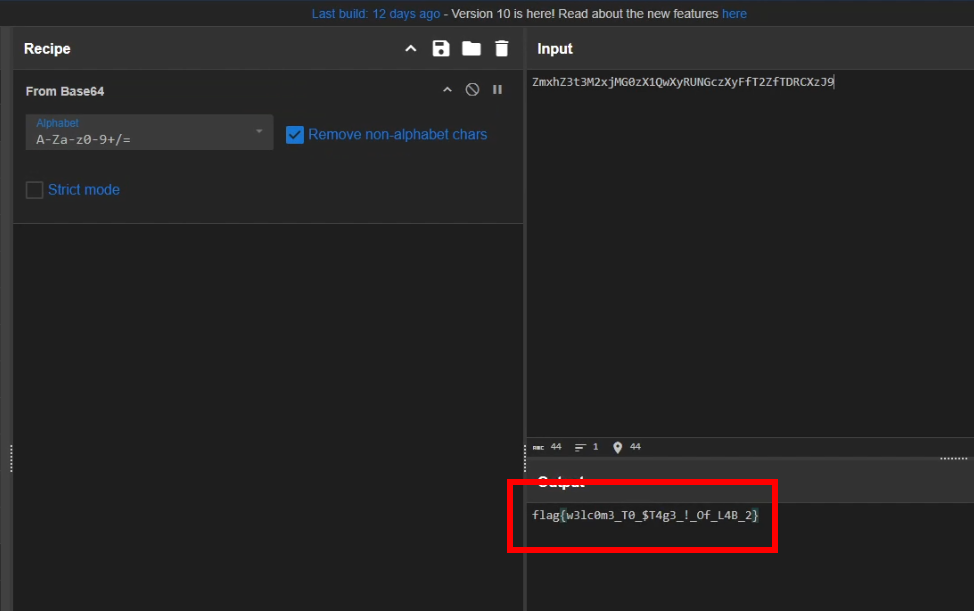 Last build: 12 days ago - Version 10 is here! Read about the new features here
Recipe
From Base64
Alphabet
A-Za-z0-9+/=
Remove non-alphabet chars
Strict mode
Input
ZmxhZ3t3M2xjMG0zX1QwXyRUNGczXyFfT2ZfTDRCXzJ9
ABC 44 1 44
Output
flag{w3lc0m3_T0_$T4g3_!_Of_L4B_2}